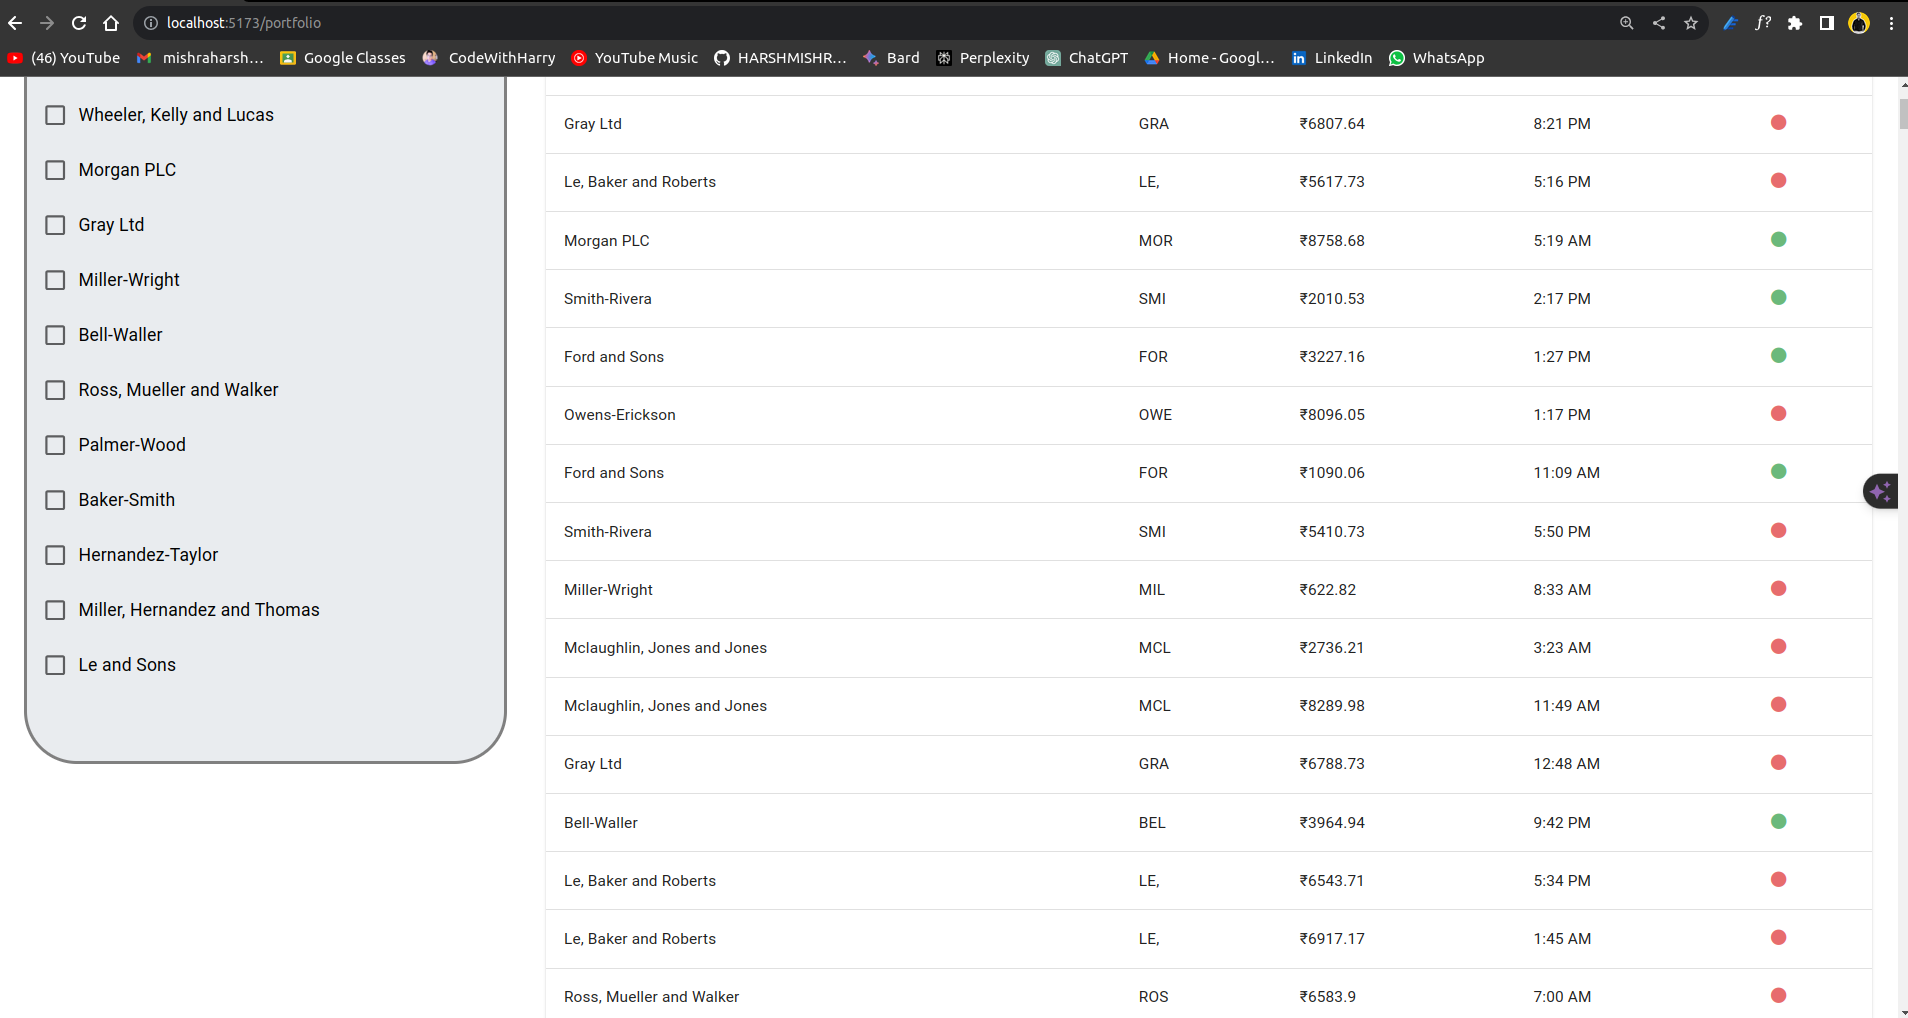 localhost:5173/portfolio
(46) YouTube mishraharsh... Google Classes CodeWithHarry YouTube Music HARSHMISHR... Bard Perplexity ChatGPT Home - Googl... LinkedIn WhatsApp
Wheeler, Kelly and Lucas
Morgan PLC
Gray Ltd
Miller-Wright
Bell-Waller
Ross, Mueller and Walker
Palmer-Wood
Baker-Smith
Hernandez-Taylor
Miller, Hernandez and Thomas
Le and Sons
Gray Ltd GRA ₹6807.64 8:21 PM
Le, Baker and Roberts LE, ₹5617.73 5:16 PM
Morgan PLC MOR ₹8758.68 5:19 AM
Smith-Rivera SMI ₹2010.53 2:17 PM
Ford and Sons FOR ₹3227.16 1:27 PM
Owens-Erickson OWE ₹8096.05 1:17 PM
Ford and Sons FOR ₹1090.06 11:09 AM
Smith-Rivera SMI ₹5410.73 5:50 PM
Miller-Wright MIL ₹622.82 8:33 AM
Mclaughlin, Jones and Jones MCL ₹2736.21 3:23 AM
Mclaughlin, Jones and Jones MCL ₹8289.98 11:49 AM
Gray Ltd GRA ₹6788.73 12:48 AM
Bell-Waller BEL ₹3964.94 9:42 PM
Le, Baker and Roberts LE, ₹6543.71 5:34 PM
Le, Baker and Roberts LE, ₹6917.17 1:45 AM
Ross, Mueller and Walker ROS ₹6583.9 7:00 AM